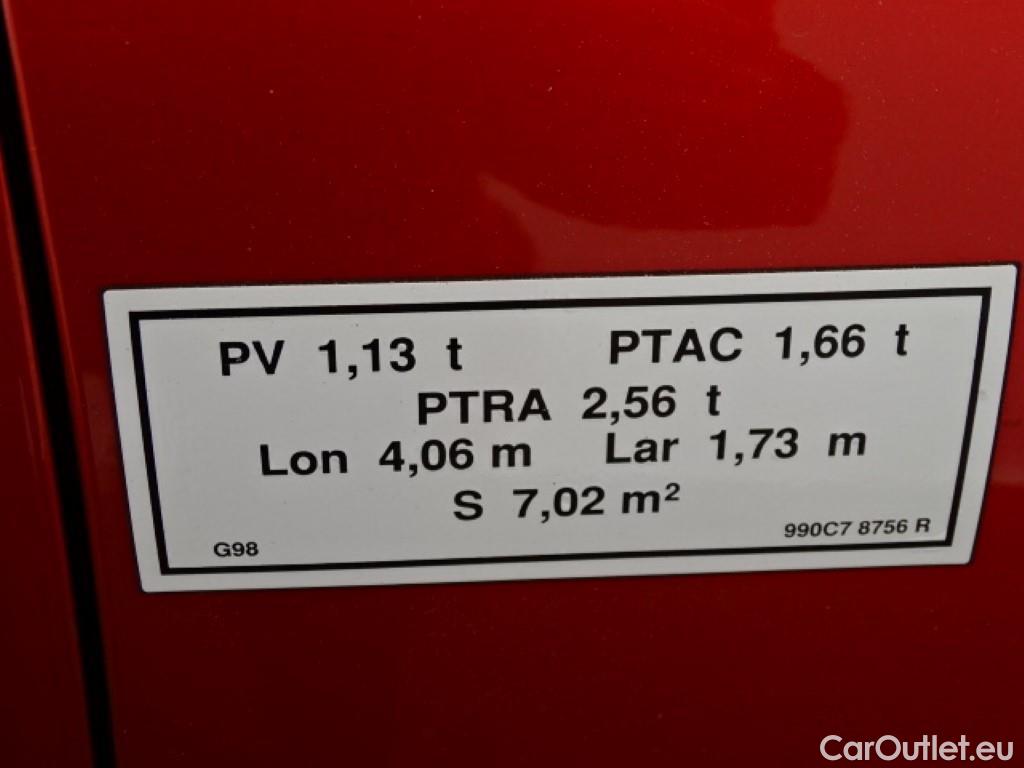 PV 1,13 t PTAC 1,66 t
PTRA 2,56 t
Lon 4,06 m Lar 1,73 m
S 7,02 m²
G98 990C7 8756 R
CarOutlet.eu